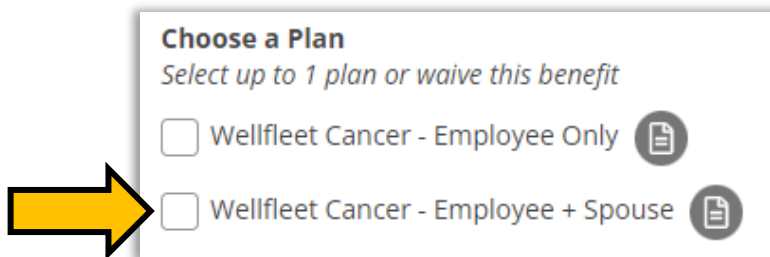 Choose a Plan
Select up to 1 plan or waive this benefit
Wellfleet Cancer - Employee Only
Wellfleet Cancer - Employee + Spouse